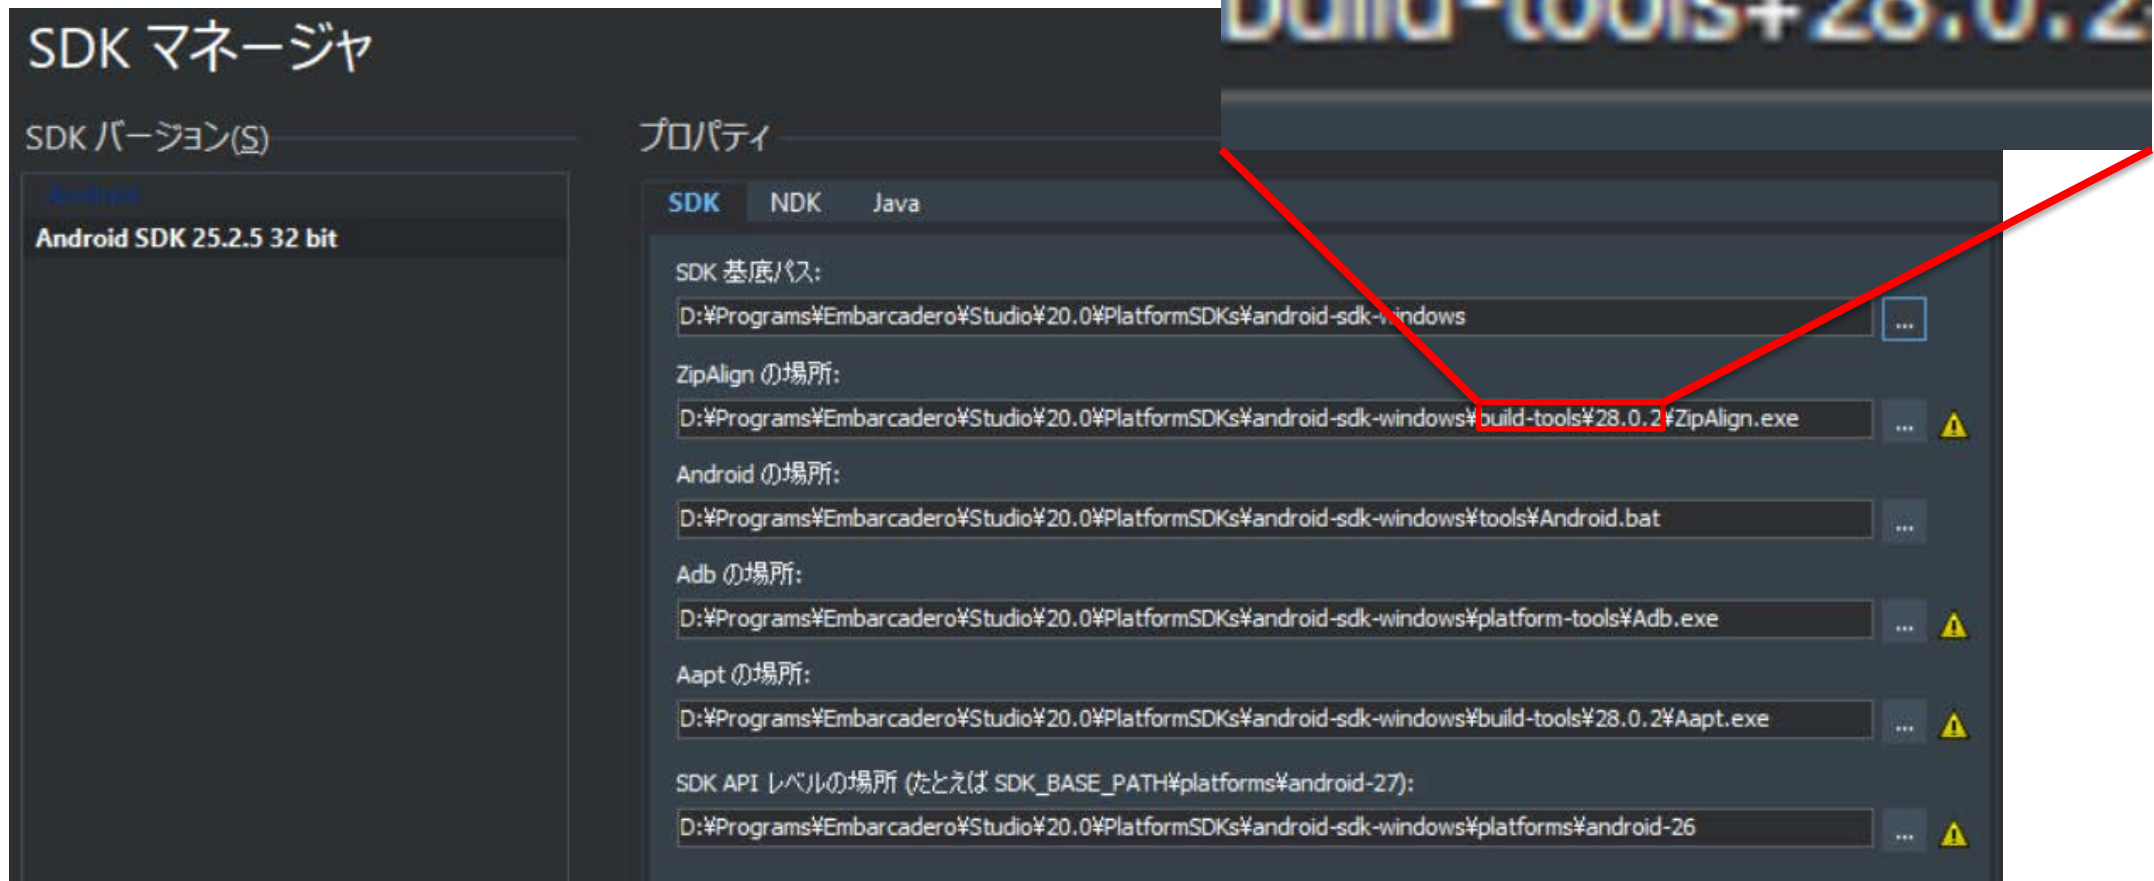 build-tools¥28.0.2
SDK マネージャ
SDK バージョン(S)
プロパティ
Android
SDK NDK Java
Android SDK 25.2.5 32 bit
SDK 基底パス:
D:¥Programs¥Embarcadero¥Studio¥20.0¥PlatformSDKs¥android-sdk-windows
...
ZipAlign の場所:
D:¥Programs¥Embarcadero¥Studio¥20.0¥PlatformSDKs¥android-sdk-windows¥build-tools¥28.0.2¥ZipAlign.exe
...
Android の場所:
D:¥Programs¥Embarcadero¥Studio¥20.0¥PlatformSDKs¥android-sdk-windows¥tools¥Android.bat
...
Adb の場所:
D:¥Programs¥Embarcadero¥Studio¥20.0¥PlatformSDKs¥android-sdk-windows¥platform-tools¥Adb.exe
...
Aapt の場所:
D:¥Programs¥Embarcadero¥Studio¥20.0¥PlatformSDKs¥android-sdk-windows¥build-tools¥28.0.2¥Aapt.exe
...
SDK API レベルの場所 (たとえば SDK_BASE_PATH¥platforms¥android-27):
D:¥Programs¥Embarcadero¥Studio¥20.0¥PlatformSDKs¥android-sdk-windows¥platforms¥android-26
...